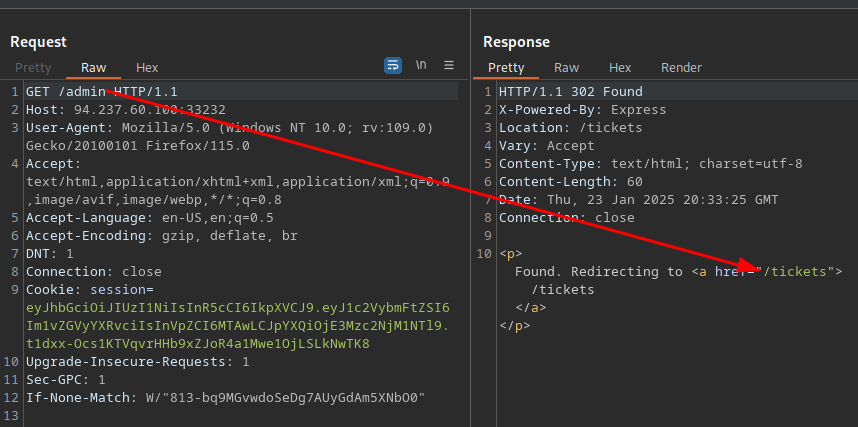 Request
Pretty Raw Hex \n
1 GET /admin HTTP/1.1
2 Host: 94.237.60.100:33232
3 User-Agent: Mozilla/5.0 (Windows NT 10.0; rv:109.0)
Gecko/20100101 Firefox/115.0
4 Accept:
text/html,application/xhtml+xml,application/xml;q=0.9
,image/avif,image/webp,*/*;q=0.8
5 Accept-Language: en-US,en;q=0.5
6 Accept-Encoding: gzip, deflate, br
7 DNT: 1
8 Connection: close
9 Cookie: session=
eyJhbGciOiJIUzI1NiIsInR5cCI6IkpXVCJ9.eyJ1c2VybmFtZSI6
Im1vZGVyYXRvciIsInVpZCI6MTAwLCJpYXQiOjE3Mzc2NjM1NTl9.
t1dxx-Ocs1KTVqvrHHb9xZJoR4a1Mwe1OjLSLkNwTK8
10 Upgrade-Insecure-Requests: 1
11 Sec-GPC: 1
12 If-None-Match: W/"813-bq9MGvwdoSeDg7AUyGdAm5XNbO0"
13
Response
Pretty Raw Hex Render
1 HTTP/1.1 302 Found
2 X-Powered-By: Express
3 Location: /tickets
4 Vary: Accept
5 Content-Type: text/html; charset=utf-8
6 Content-Length: 60
7 Date: Thu, 23 Jan 2025 20:33:25 GMT
8 Connection: close
9
10 <p>
Found. Redirecting to <a href="/tickets">
/tickets
</a>
</p>